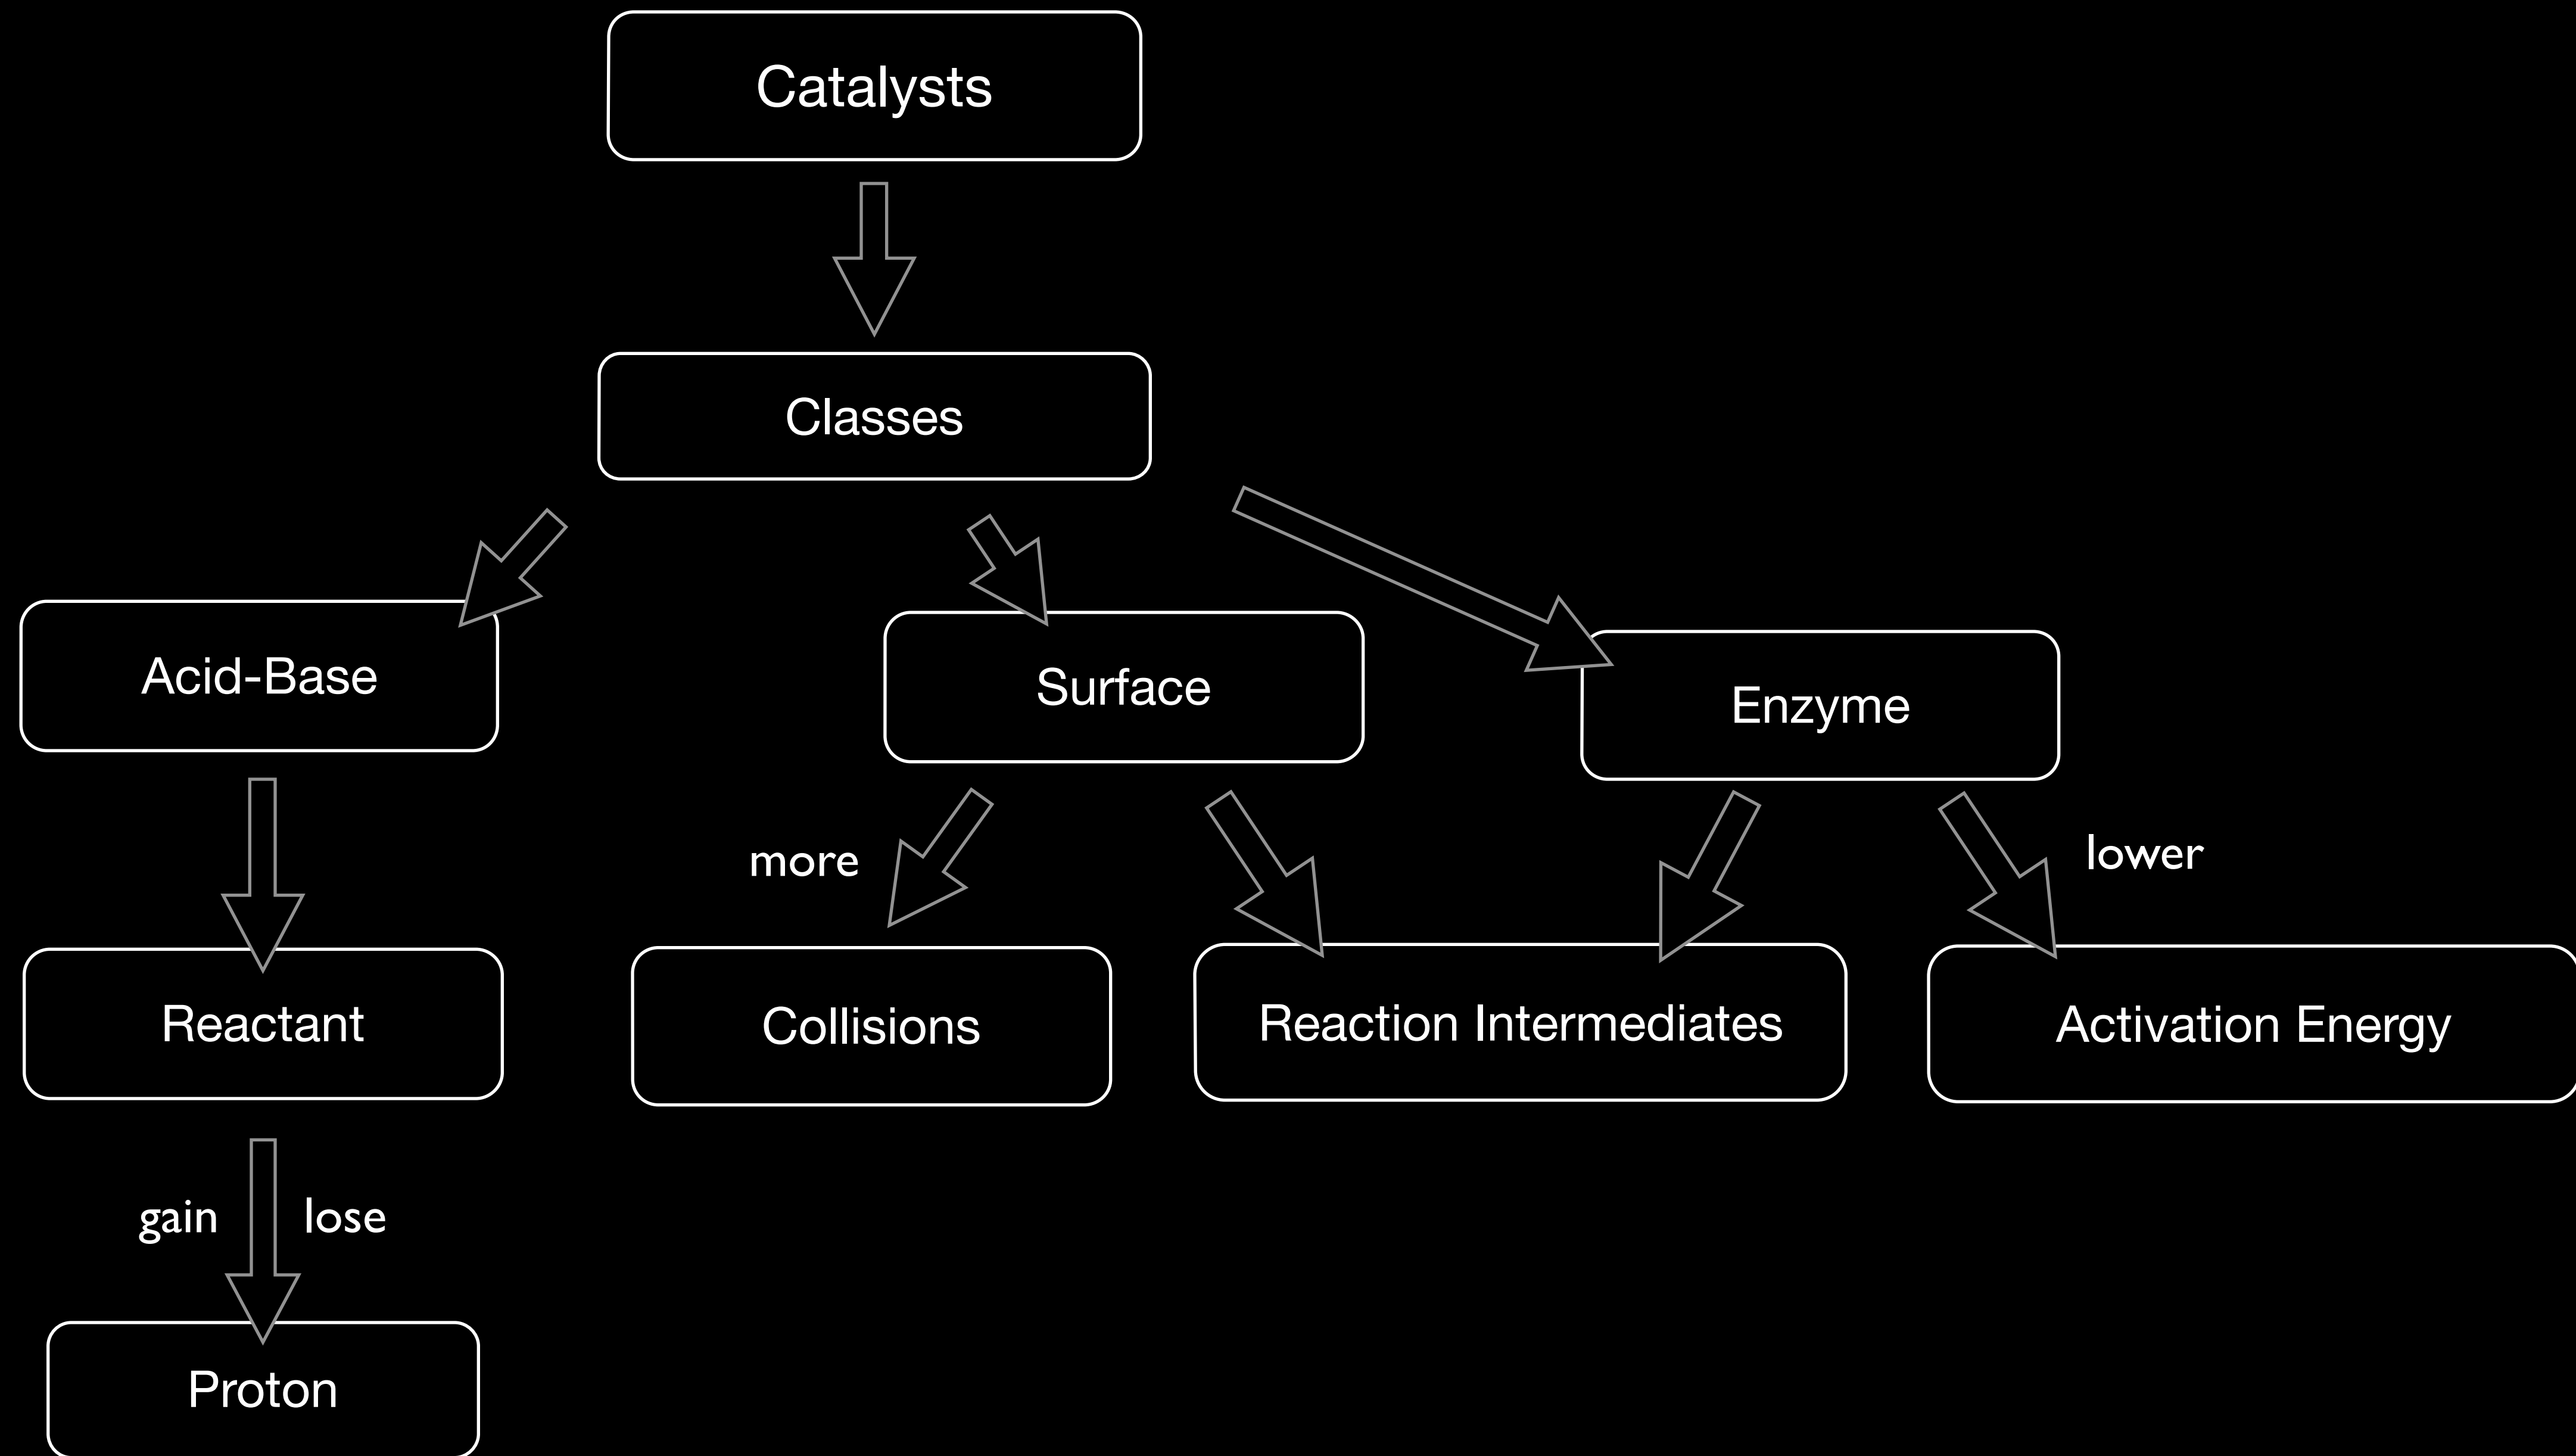 Catalysts
Classes
Acid-Base
Surface
Enzyme
more
lower
Reactant
Collisions
Reaction Intermediates
Activation Energy
gain
lose
Proton